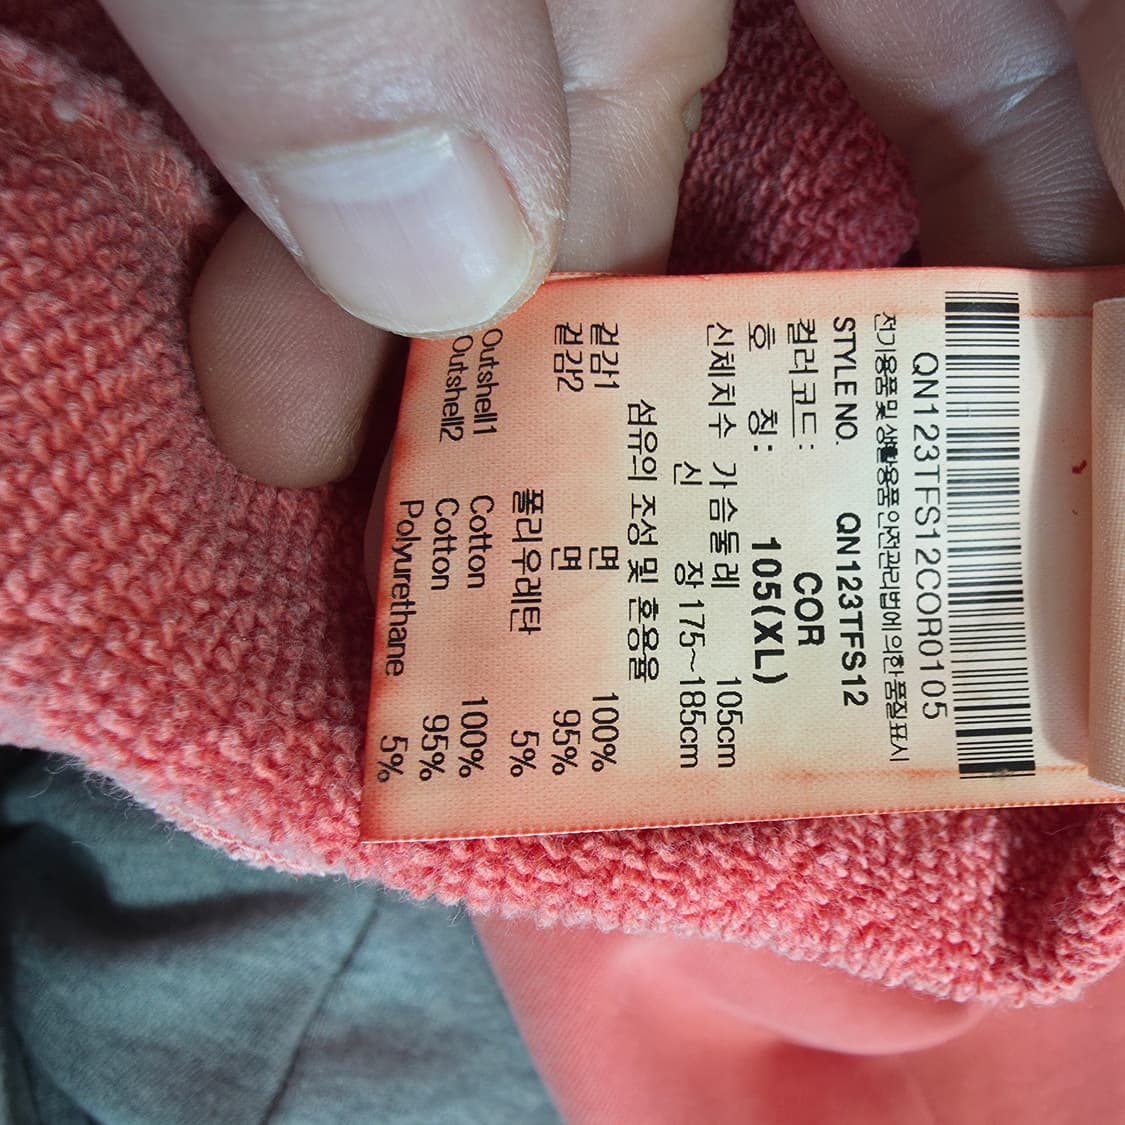 QN123TFS12COR0105
전기용품 및 생활용품 안전관리법에 의한 품질표시
STYLE NO. QN123TFS12
컬러코드: COR
호 칭: 105(XL)
신체치수 가슴둘레 105cm
신 장 175~185cm
섬유의 조성 및 혼용율
겉감1 면 100%
겉감2 면 95%
폴리우레탄 5%
Outshell1 Cotton 100%
Outshell2 Cotton 95%
Polyurethane 5%